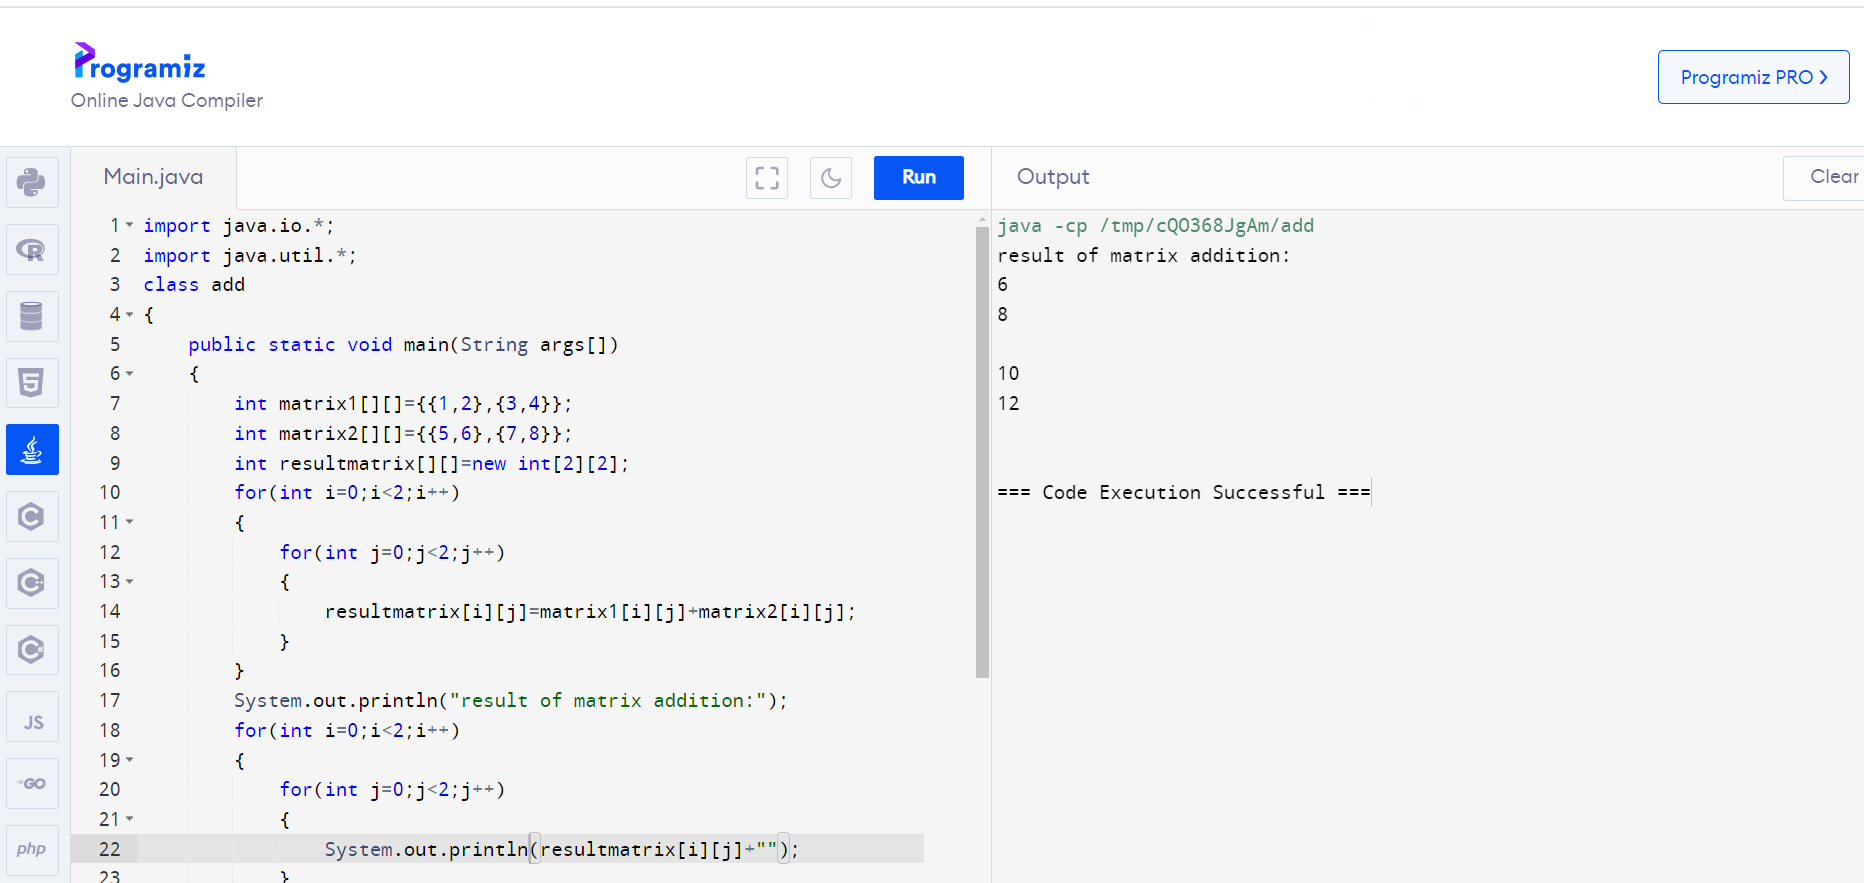 Programiz
Online Java Compiler
Programiz PRO ❯
Main.java
Run
Output
Clear
1 import java.io.*;
2 import java.util.*;
3 class add
4 {
5 public static void main(String args[])
6 {
7 int matrix1[][]={{1,2},{3,4}};
8 int matrix2[][]={{5,6},{7,8}};
9 int resultmatrix[][]=new int[2][2];
10 for(int i=0;i<2;i++)
11 {
12 for(int j=0;j<2;j++)
13 {
14 resultmatrix[i][j]=matrix1[i][j]+matrix2[i][j];
15 }
16 }
17 System.out.println("result of matrix addition:");
18 for(int i=0;i<2;i++)
19 {
20 for(int j=0;j<2;j++)
21 {
22 System.out.println(resultmatrix[i][j]+"");
23 }
java -cp /tmp/cQO368JgAm/add
result of matrix addition:
6
8
10
12
=== Code Execution Successful ===
R
5
C
C++
C#
JS
GO
php